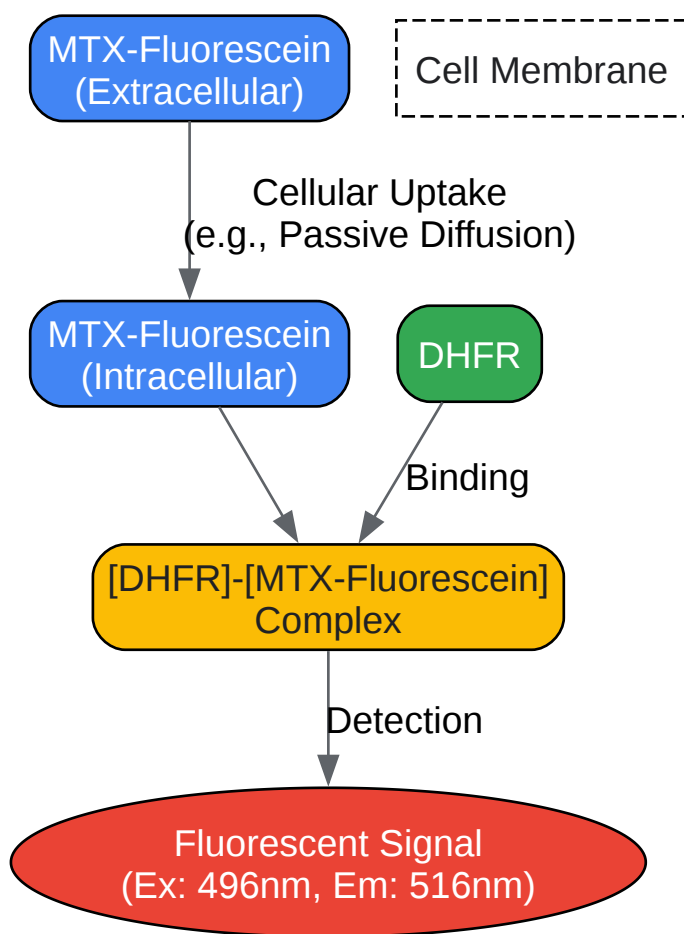 MTX-Fluorescein
(Extracellular)
Cell Membrane
Cellular Uptake
(e.g., Passive Diffusion)
MTX-Fluorescein
(Intracellular)
DHFR
Binding
[DHFR]-[MTX-Fluorescein]
Complex
Detection
Fluorescent Signal
(Ex: 496nm, Em: 516nm)